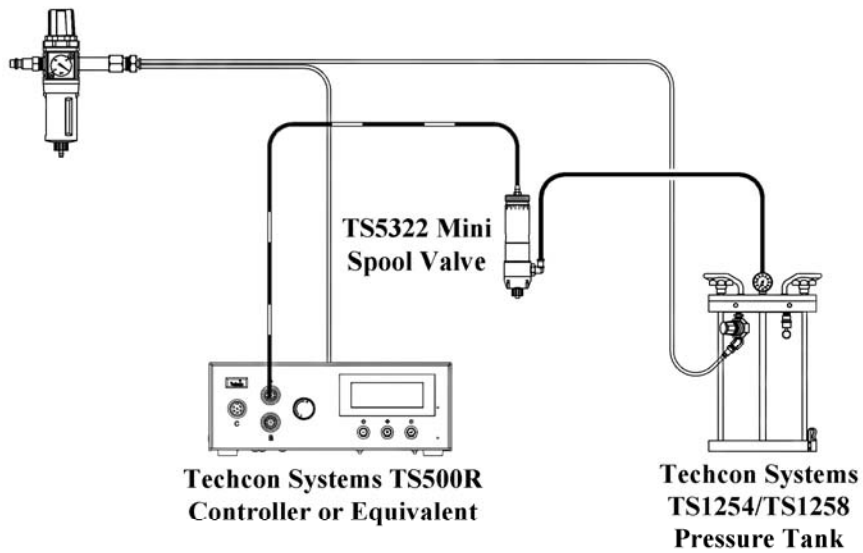 TS5322 Mini
Spool Valve
C
B
Techcon Systems TS500R
Controller or Equivalent
Techcon Systems
TS1254/TS1258
Pressure Tank